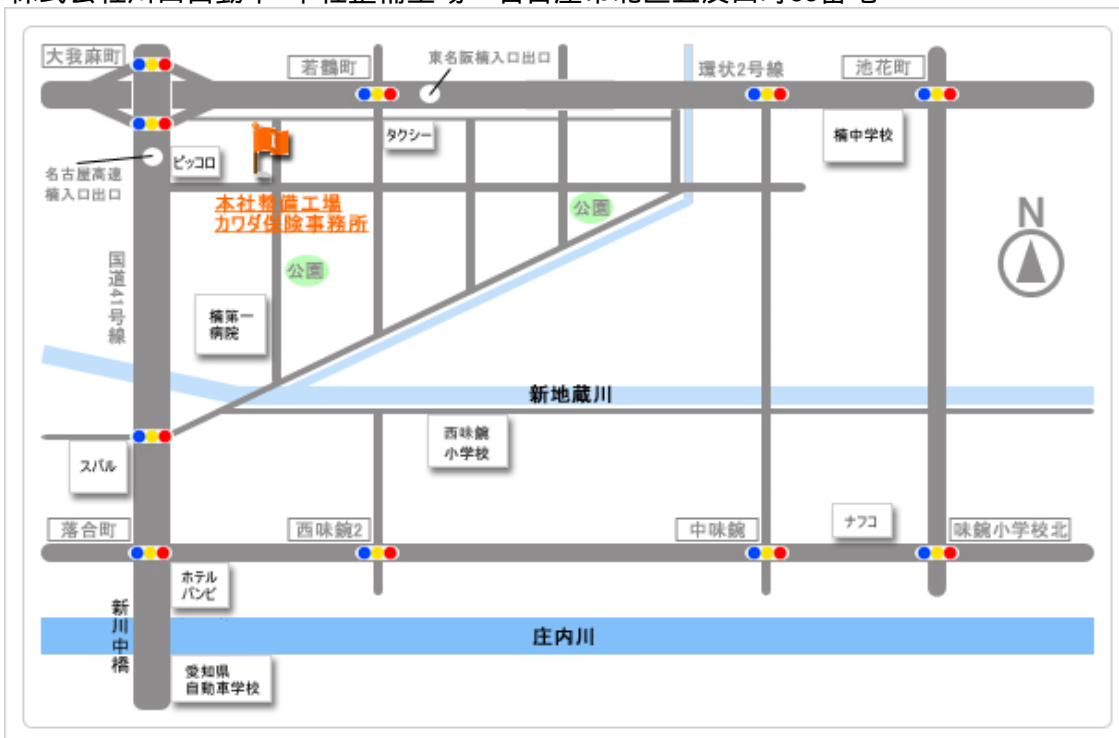 大我麻町
若鶴町
東名阪楠入口出口
環状2号線
池花町
タクシー
楠中学校
ピッコロ
名古屋高速
楠入口出口
本社整備工場
カワダ保険事務所
公園
N
公園
国道41号線
楠第一
病院
新地蔵川
西味鋺
小学校
スバル
ナフコ
落合町
西味鋺2
中味鋺
味鋺小学校北
ホテル
バンビ
新川中橋
庄内川
愛知県
自動車学校